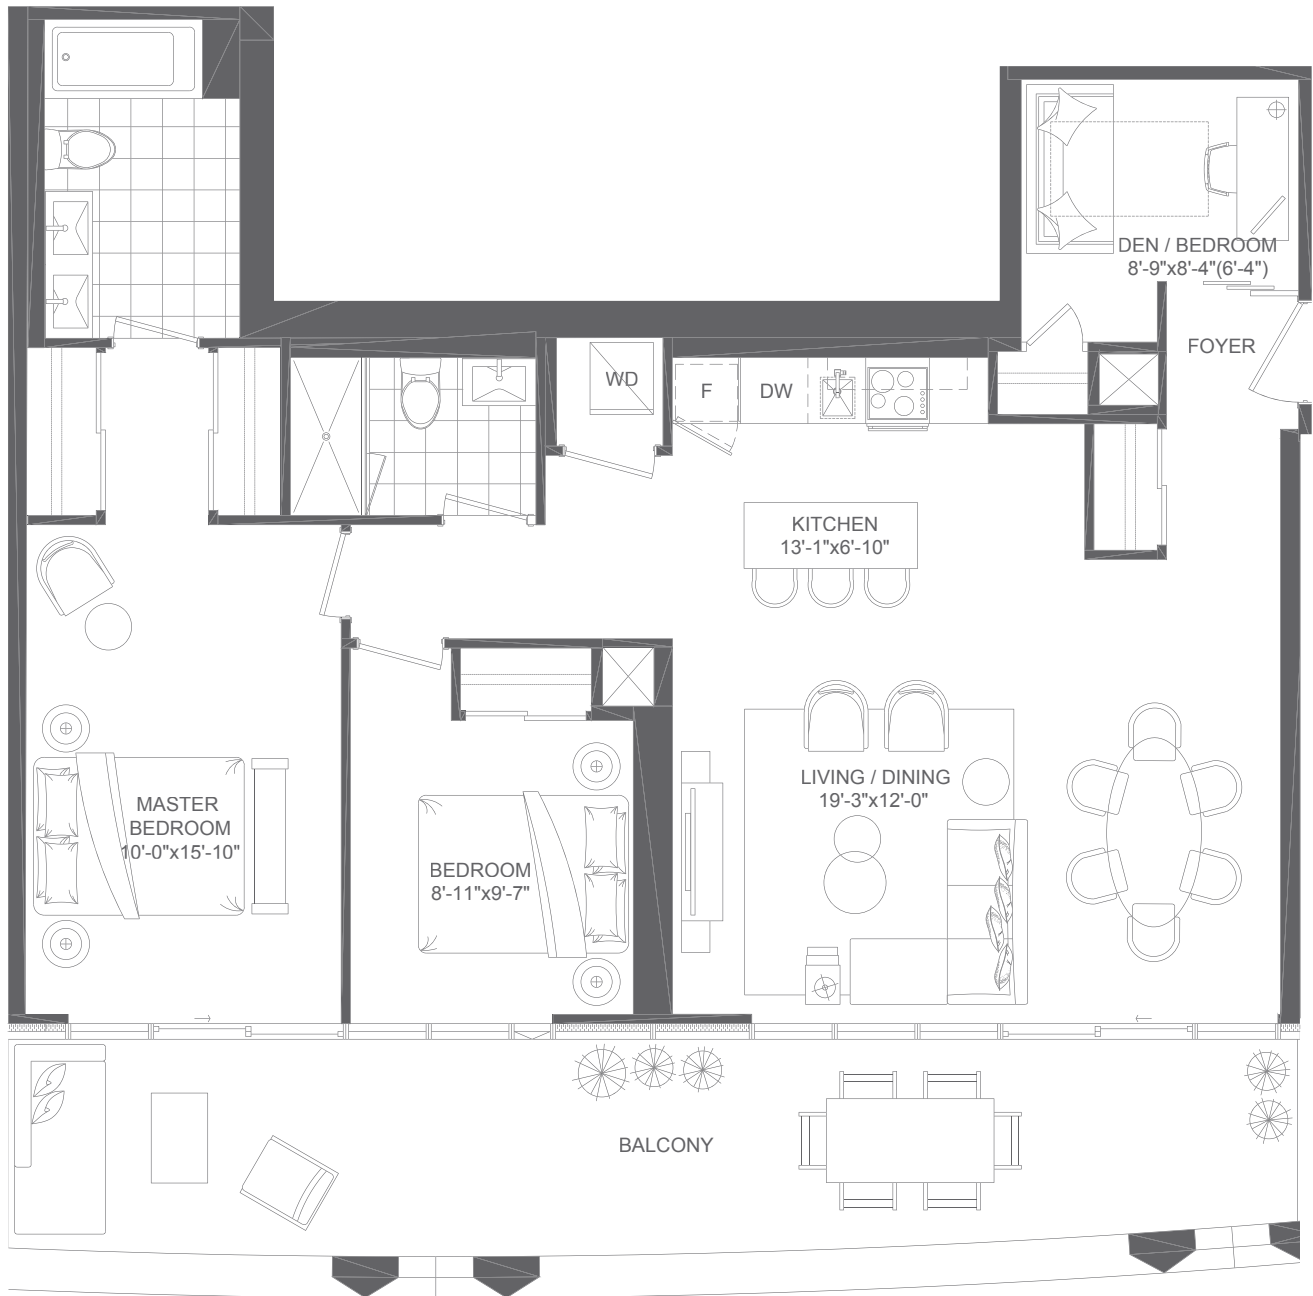 DEN / BEDROOM
8'-9"x8'-4"(6'-4")
FOYER
WD
F
DW
KITCHEN
13'-1"x6'-10"
LIVING / DINING
19'-3"x12'-0"
MASTER
BEDROOM
10'-0"x15'-10"
BEDROOM
8'-11"x9'-7"
BALCONY